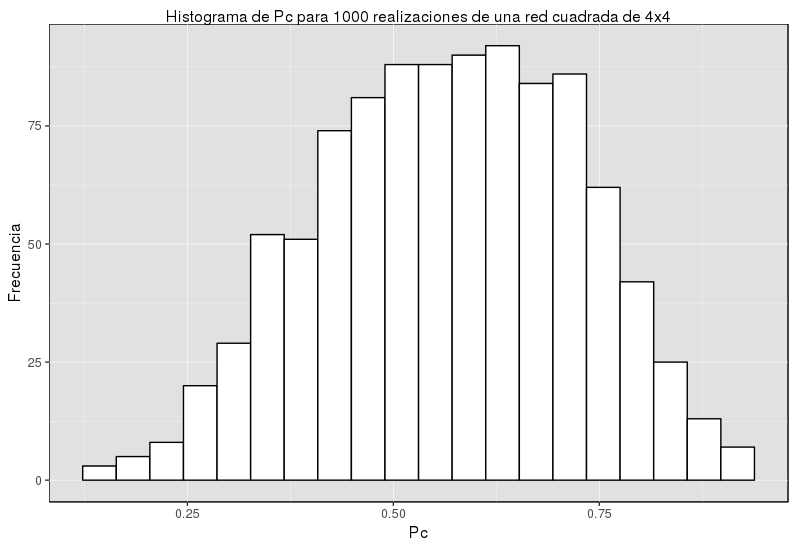 Histograma de Pc para 1000 realizaciones de una red cuadrada de 4x4
Frecuencia
75
50
25
0
0.25 0.50 0.75
Pc